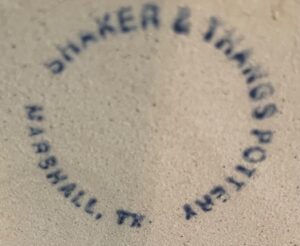 SHAKER & THANGS POTTERY
MARSHALL, TX